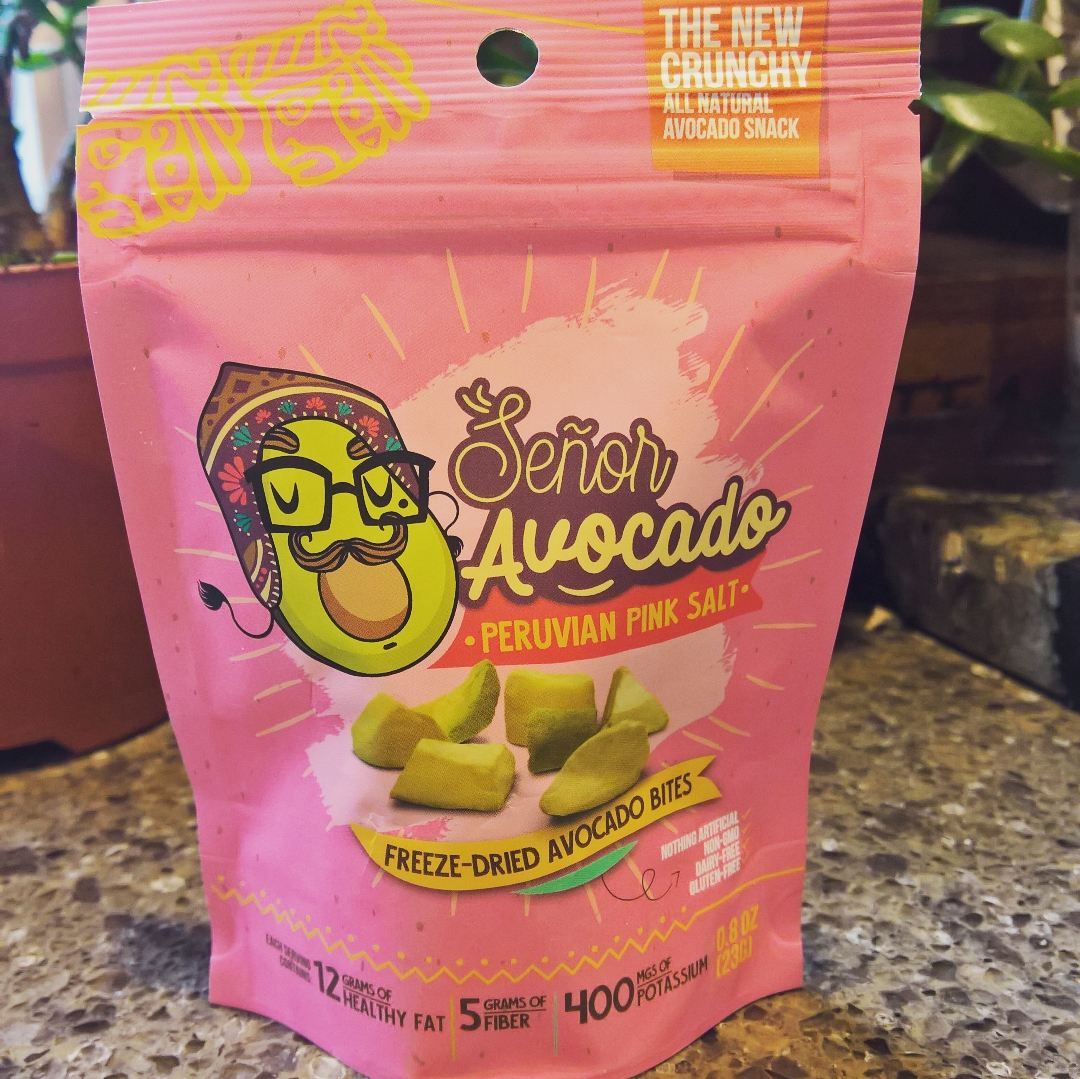 THE NEW
CRUNCHY
ALL NATURAL
AVOCADO SNACK
Señor
Avocado
• PERUVIAN PINK SALT •
FREEZE-DRIED AVOCADO BITES
NOTHING ARTIFICIAL
NON-GMO
DAIRY-FREE
GLUTEN-FREE
EACH SERVING
CONTAINS
12 GRAMS OF
HEALTHY FAT
5 GRAMS OF
FIBER
400 MGS OF
POTASSIUM
0.8 OZ
(23G)